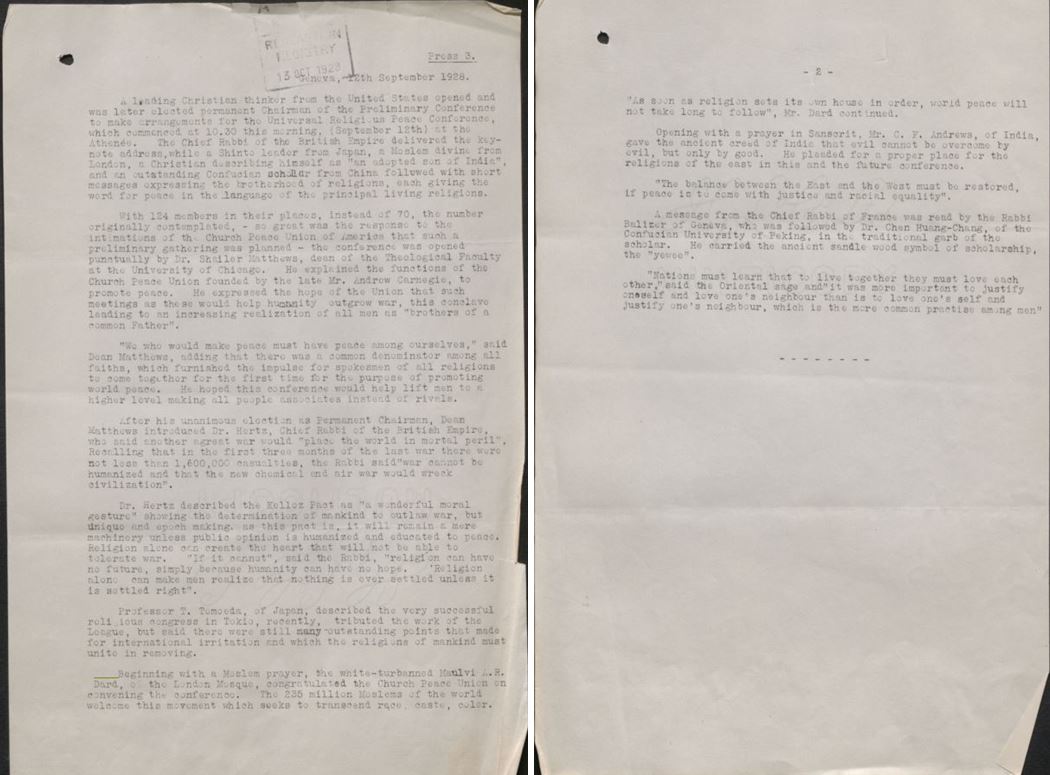 REGISTRY
13 OCT 1928
Press 3.
Geneva, 12th September 1928.
A leading Christian thinker from the United States opened and
was later elected permanent Chairman of the Preliminary Conference
to make arrangements for the Universal Religious Peace Conference,
which commenced at 10.30 this morning, (September 12th) at the
Athénée. The Chief Rabbi of the British Empire delivered the key-
note address,while a Shinto leader from Japan, a Moslem divine from
London, a Christian describing himself as "an adopted son of India",
and an outstanding Confucian scholar from China followed with short
messages expressing the brotherhood of religions, each giving the
word for peace in the language of the principal living religions.
With 124 members in their places, instead of 70, the number
originally contemplated, - so great was the response to the
intimations of the Church Peace Union of America that such a
preliminary gathering was planned - the conference was opened
punctually by Dr. Shailer Matthews, dean of the Theological Faculty
at the University of Chicago. He explained the functions of the
Church Peace Union founded by the late Mr. Andrew Carnegie, to
promote peace. He expressed the hope of the Union that such
meetings as these would help humanity outgrow war, this conclave
leading to an increasing realization of all men as "brothers of a
common Father".
"We who would make peace must have peace among ourselves," said
Dean Matthews, adding that there was a common denominator among all
faiths, which furnished the impulse for spokesmen of all religions
to come together for the first time for the purpose of promoting
world peace. He hoped this conference would help lift men to a
higher level making all people associates instead of rivals.
After his unanimous election as Permanent Chairman, Dean
Matthews introduced Dr. Hertz, Chief Rabbi of the British Empire,
who said another agreat war would "place the world in mortal peril",
Recalling that in the first three months of the last war there were
not less than 1,600,000 casualties, the Rabbi said"war cannot be
humanized and that the new chemical and air war would wreck
civilization".
Dr. Hertz described the Kellog Pact as "a wonderful moral
gesture" showing the determination of mankind to outlaw war, but
unique and epoch making, as this pact is, it will remain a mere
machinery unless public opinion is humanized and educated to peace.
Religion alone can create the heart that will not be able to
tolerate war. "If it cannot", said the Rabbi, "religion can have
no future, simply because humanity can have no hope. 'Religion
alone can make men realize that nothing is ever settled unless it
is settled right".
Professor T. Tomoeda, of Japan, described the very successful
religious congress in Tokio, recently, tributed the work of the
League, but said there were still many outstanding points that made
for international irritation and which the religions of mankind must
unite in removing.
Beginning with a Moslem prayer, the white-turbanned Maulvi A.R.
Dard, of the London Mosque, congratulated the Church Peace Union on
convening the conference. The 235 million Moslems of the world
welcome this movement which seeks to transcend race, caste, color.
- 2 -
"As soon as religion sets its own house in order, world peace will
not take long to follow", Mr. Dard continued.
Opening with a prayer in Sanscrit, Mr. C. F. Andrews, of India,
gave the ancient creed of India that evil cannot be overcome by
evil, but only by good. He pleaded for a proper place for the
religions of the east in this and the future conference.
"The balance between the East and the West must be restored,
if peace is to come with justice and racial equality".
A message from the Chief Rabbi of France was read by the Rabbi
Balizer of Geneva, who was followed by Dr. Chen Huang-Chang, of the
Confucian University of Peking, in the traditional garb of the
scholar. He carried the ancient sandle wood symbol of scholarship,
the "yewee".
"Nations must learn that to live together they must love each
other,"said the Oriental sage and"it was more important to justify
oneself and love one's neighbour than is to love one's self and
justify one's neighbour, which is the more common practise among men"